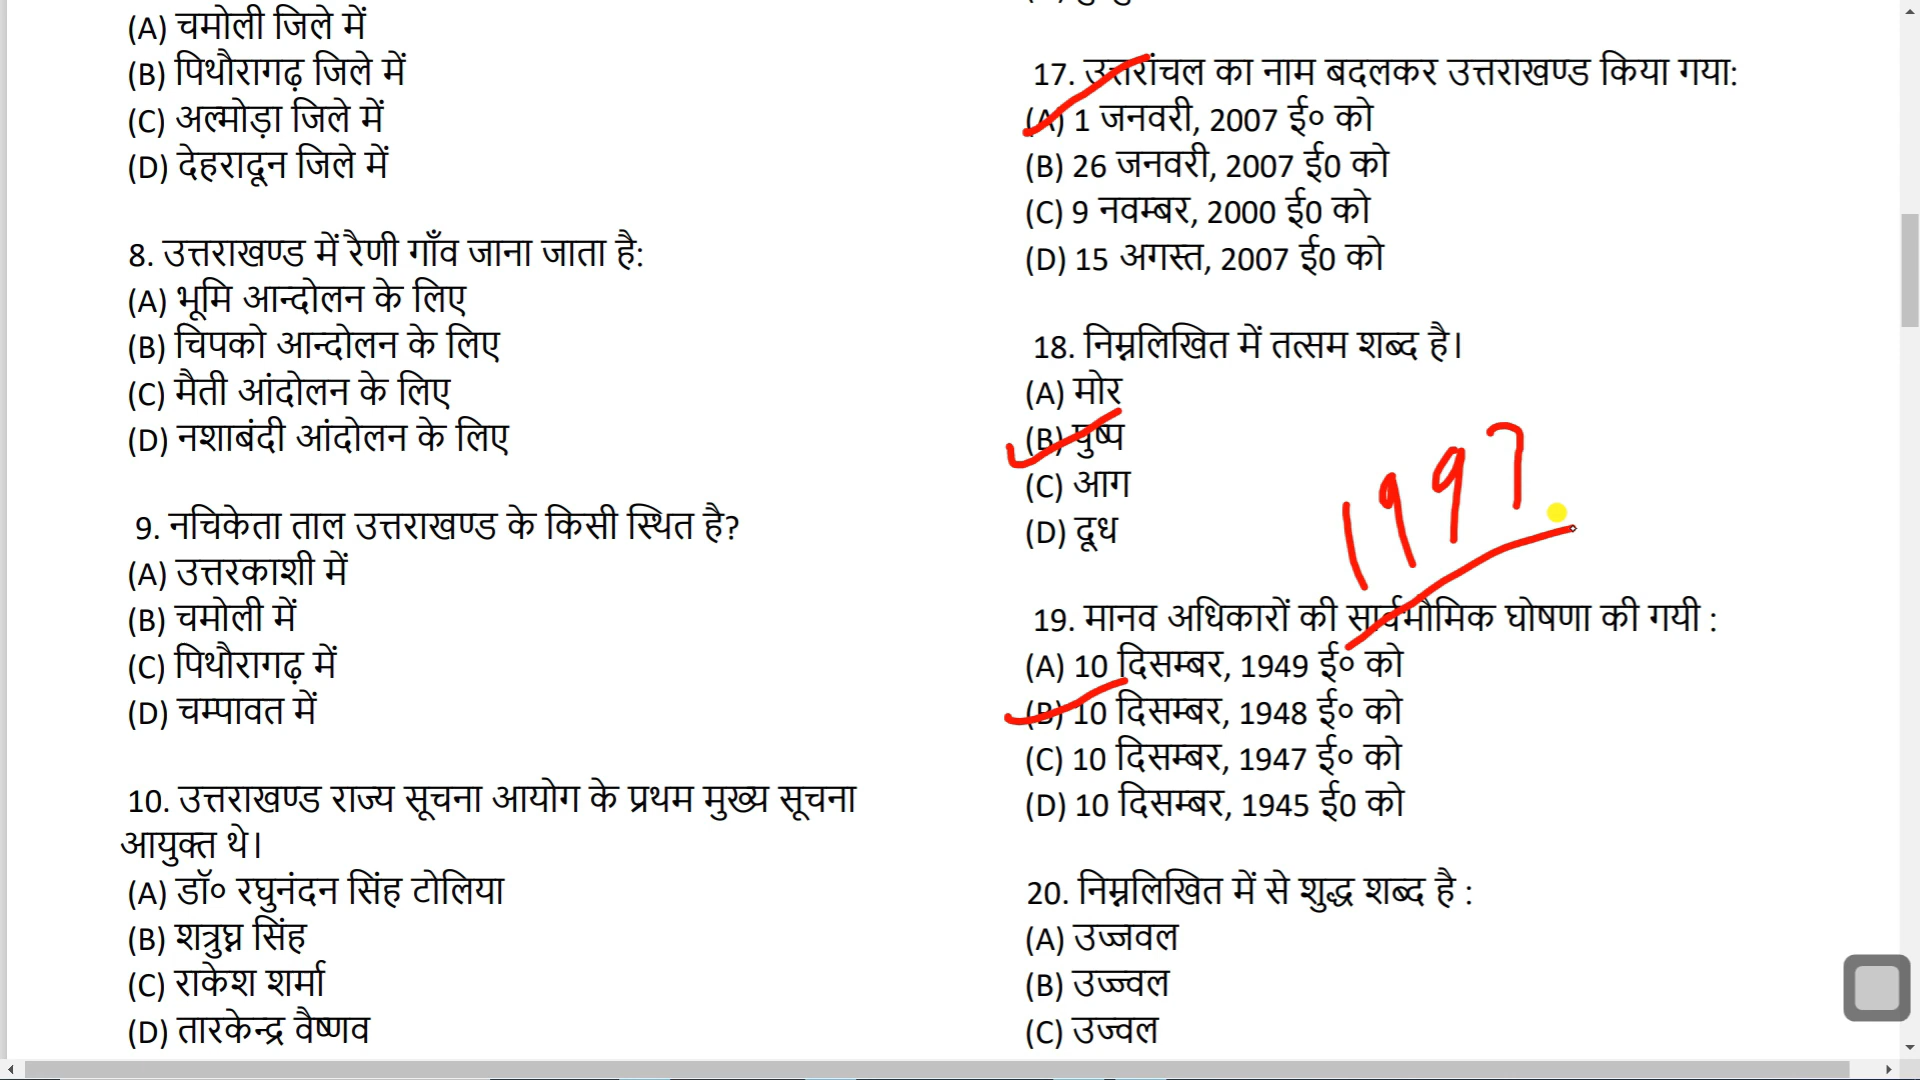 (A) चमोली जिले में
(B) पिथौरागढ़ जिले में
(C) अल्मोड़ा जिले में
(D) देहरादून जिले में
8. उत्तराखण्ड में रैणी गाँव जाना जाता है:
(A) भूमि आन्दोलन के लिए
(B) चिपको आन्दोलन के लिए
(C) मैती आंदोलन के लिए
(D) नशाबंदी आंदोलन के लिए
9. नचिकेता ताल उत्तराखण्ड के किसी स्थित है?
(A) उत्तरकाशी में
(B) चमोली में
(C) पिथौरागढ़ में
(D) चम्पावत में
10. उत्तराखण्ड राज्य सूचना आयोग के प्रथम मुख्य सूचना
आयुक्त थे।
(A) डॉ० रघुनंदन सिंह टोलिया
(B) शत्रुघ्न सिंह
(C) राकेश शर्मा
(D) तारकेन्द्र वैष्णव
17. उत्तरांचल का नाम बदलकर उत्तराखण्ड किया गया:
(A) 1 जनवरी, 2007 ई० को
(B) 26 जनवरी, 2007 ई0 को
(C) 9 नवम्बर, 2000 ई0 को
(D) 15 अगस्त, 2007 ई0 को
18. निम्नलिखित में तत्सम शब्द है।
(A) मोर
(B) पुष्प
(C) आग
(D) दूध
1997
19. मानव अधिकारों की सार्वभौमिक घोषणा की गयी :
(A) 10 दिसम्बर, 1949 ई० को
(B) 10 दिसम्बर, 1948 ई० को
(C) 10 दिसम्बर, 1947 ई० को
(D) 10 दिसम्बर, 1945 ई0 को
20. निम्नलिखित में से शुद्ध शब्द है :
(A) उज्जवल
(B) उज्ज्वल
(C) उज्वल